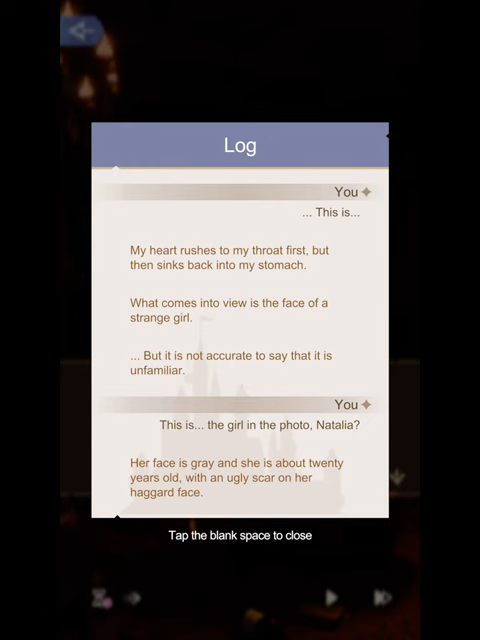 Log
You
... This is...
My heart rushes to my throat first, but
then sinks back into my stomach.
What comes into view is the face of a
strange girl.
... But it is not accurate to say that it is
unfamiliar.
You
This is... the girl in the photo, Natalia?
Her face is gray and she is about twenty
years old, with an ugly scar on her
haggard face.
Tap the blank space to close